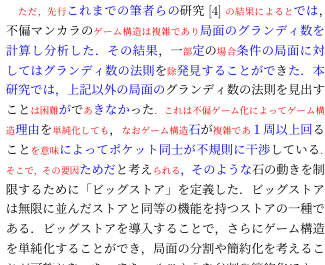 ただ，先行これまでの筆者らの研究 [4] の結果によるとでは，
不偏マンカラのゲーム構造は複雑であり局面のグランディ数を
計算し分析した．その結果，一部定の場合条件の局面に対
してはグランディ数の法則を除発見することができた．本
研究では，上記以外の局面のグランディ数の法則を見出す
ことは困難ができなかった．これは不偏ゲーム化によってゲーム構
造理由を単純化しても，なおゲーム構造石が複雑であ１周以上回る
ことを意味によってポケット同士が不規則に干渉している．
そこで，その要因ためだと考えられる，そのような石の動きを制
限するために「ビッグストア」を定義した．ビッグストア
は無限に並んだストアと同等の機能を持つストアの一種で
ある．ビッグストアを導入することで，さらにゲーム構造
を単純化することができ，局面の分割や簡約化を考えるこ